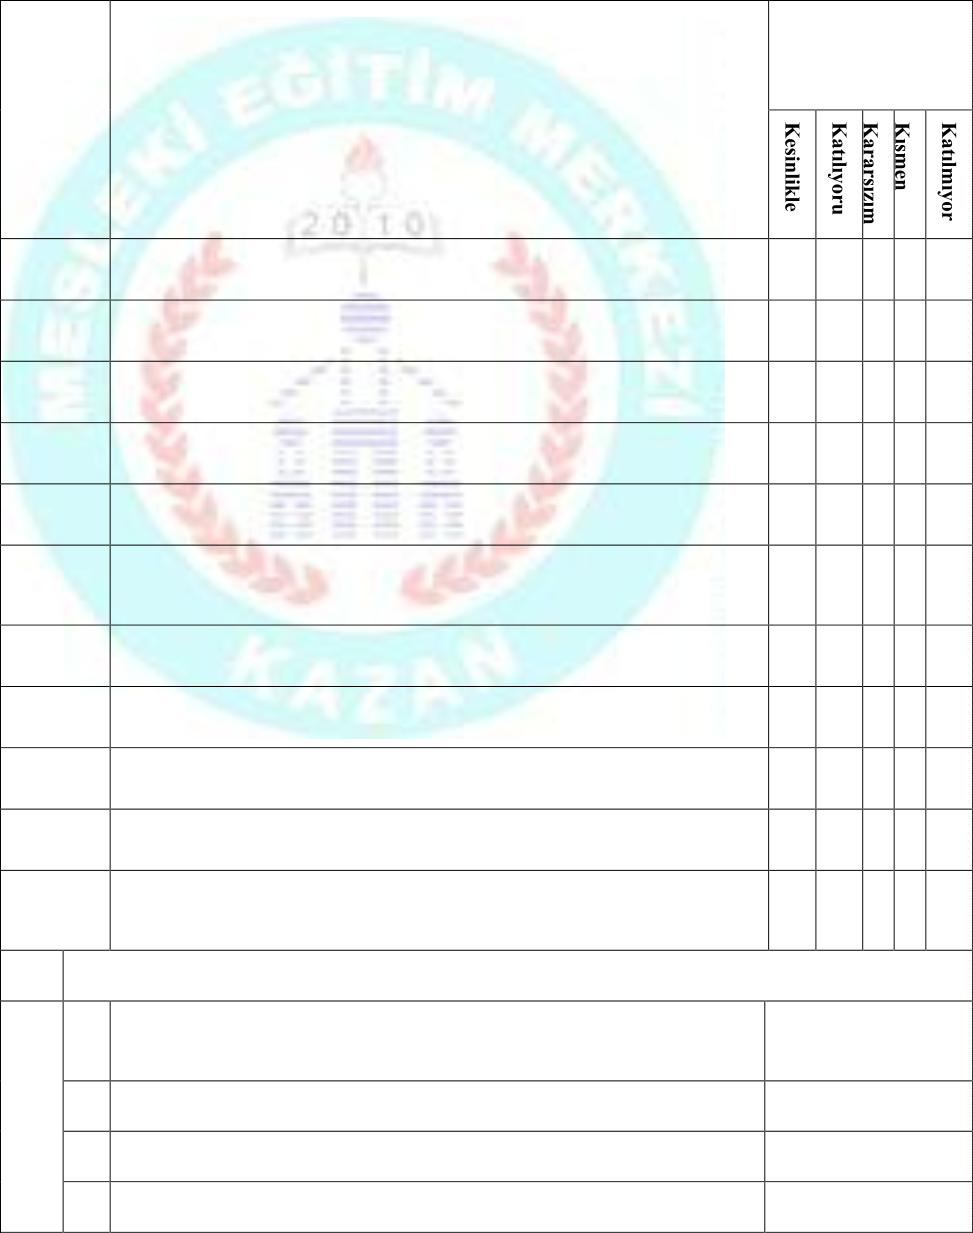 MESLEKİ EĞİTİM MERKEZİ
2010
KAZAN
Kesinlikle
Katılıyoru
Kararsızım
Kısmen
Katılmıyor